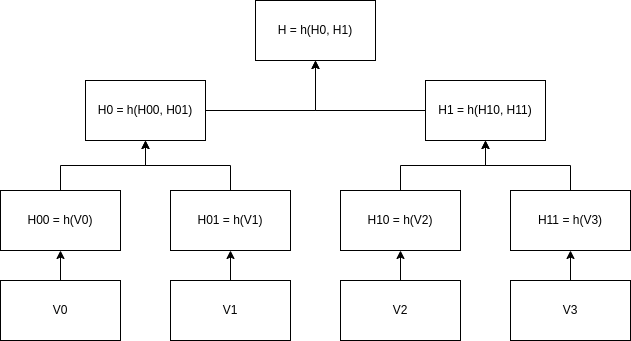 H = h(H0, H1)
H0 = h(H00, H01)
H1 = h(H10, H11)
H00 = h(V0)
H01 = h(V1)
H10 = h(V2)
H11 = h(V3)
V0
V1
V2
V3